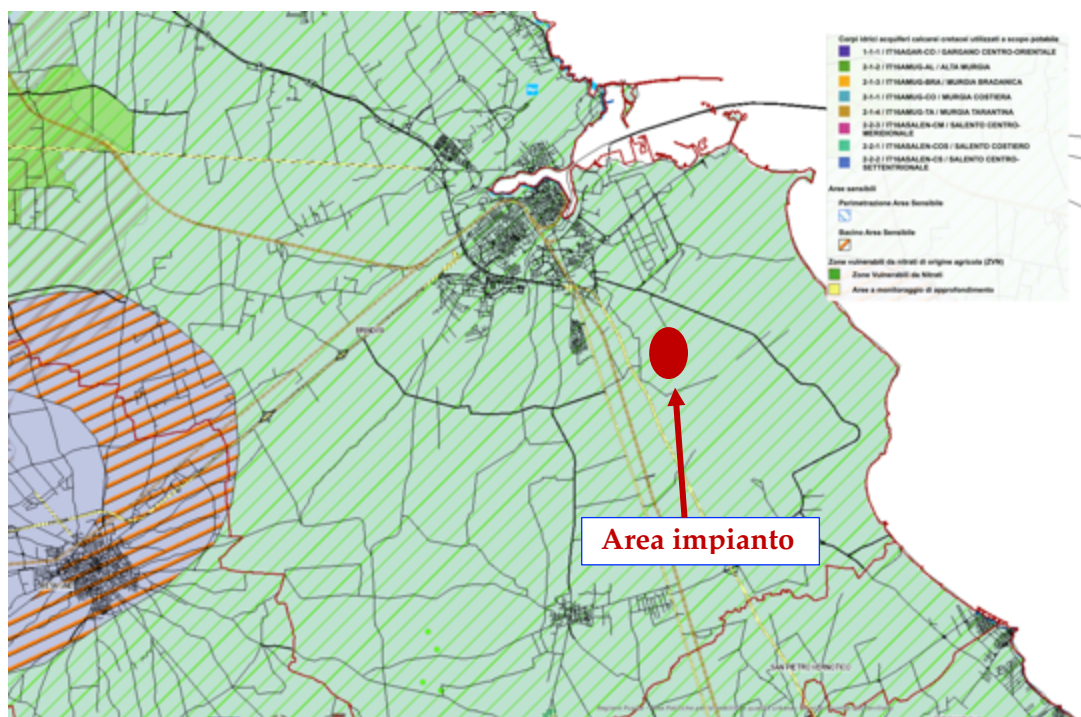 Corpi idrici acquiferi calcarei cretacei utilizzati a scopo potabile
1-1-1 / IT16AGAR-CO / GARGANO CENTRO-ORIENTALE
2-1-2 / IT16AMUG-AL / ALTA MURGIA
2-1-3 / IT16AMUG-BRA / MURGIA BRADANICA
2-1-1 / IT16AMUG-CO / MURGIA COSTIERA
2-1-4 / IT16AMUG-TA / MURGIA TARANTINA
2-2-3 / IT16ASALEN-CM / SALENTO CENTRO-
MERIDIONALE
2-2-1 / IT16ASALEN-COS / SALENTO COSTIERO
2-2-2 / IT16ASALEN-CS / SALENTO CENTRO-
SETTENTRIONALE
Aree sensibili
Perimetrazione Area Sensibile
Bacino Area Sensibile
Zone vulnerabili da nitrati di origine agricola (ZVN)
Zone Vulnerabili da Nitrati
Aree a monitoraggio di approfondimento
BRINDISI
Area impianto
SAN PIETRO VERNOTICO